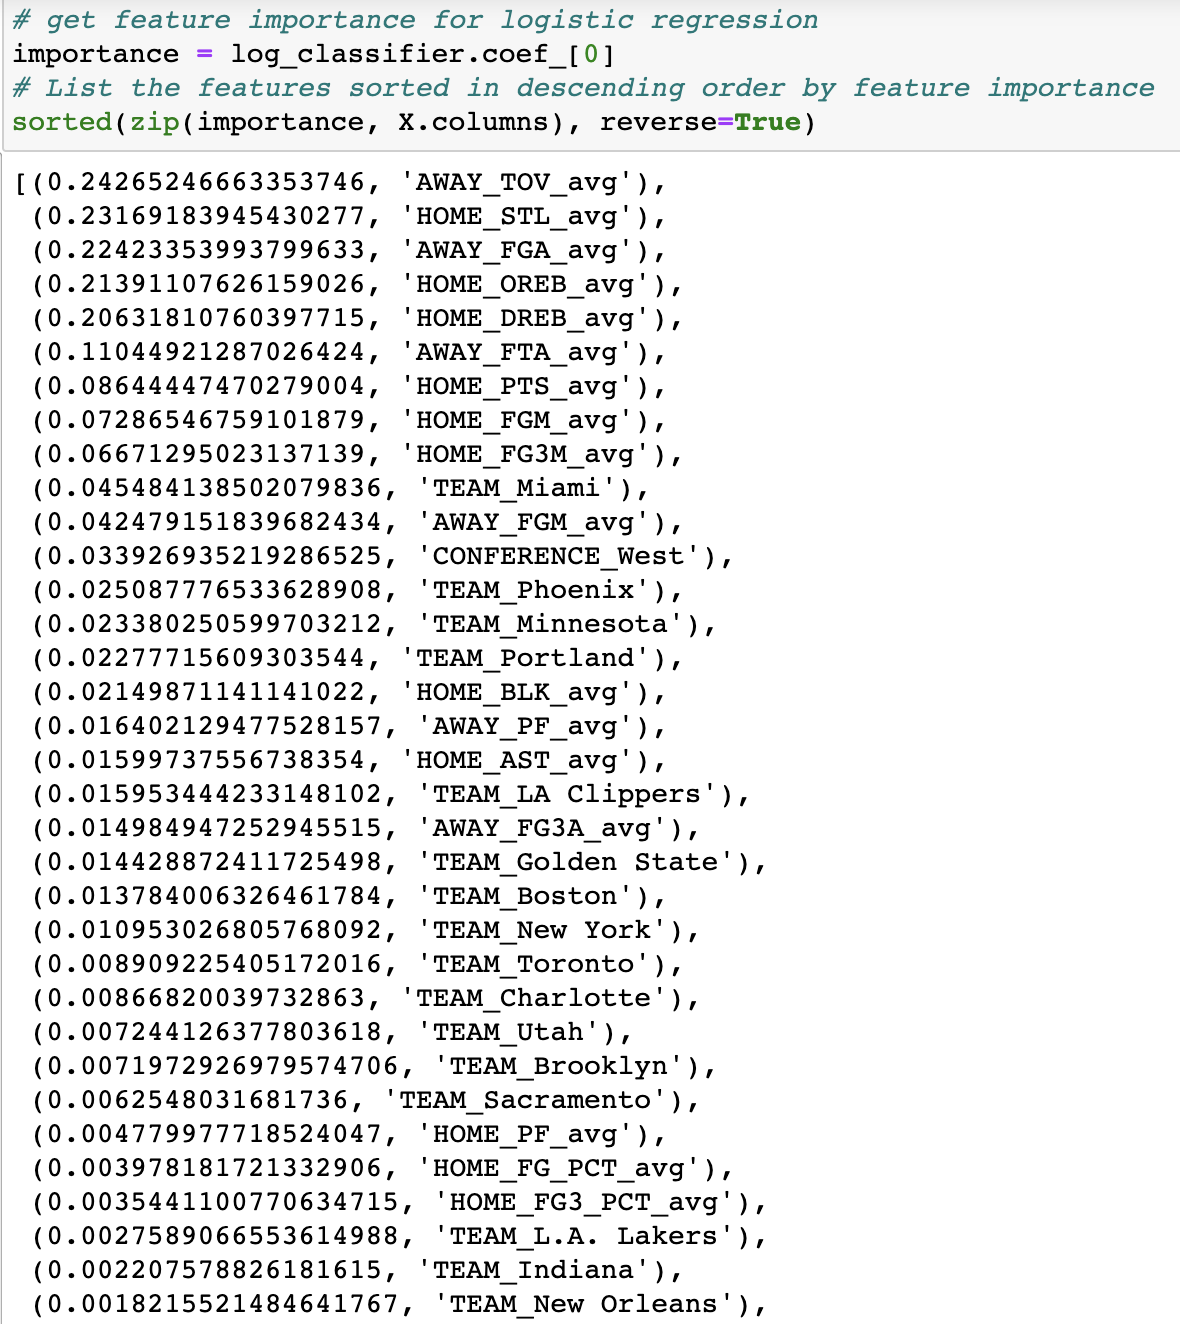 # get feature importance for logistic regression
importance = log_classifier.coef_[0]
# List the features sorted in descending order by feature importance
sorted(zip(importance, X.columns), reverse=True)
[(0.24265246663353746, 'AWAY_TOV_avg'),
(0.23169183945430277, 'HOME_STL_avg'),
(0.22423353993799633, 'AWAY_FGA_avg'),
(0.21391107626159026, 'HOME_OREB_avg'),
(0.20631810760397715, 'HOME_DREB_avg'),
(0.11044921287026424, 'AWAY_FTA_avg'),
(0.08644447470279004, 'HOME_PTS_avg'),
(0.07286546759101879, 'HOME_FGM_avg'),
(0.06671295023137139, 'HOME_FG3M_avg'),
(0.045484138502079836, 'TEAM_Miami'),
(0.042479151839682434, 'AWAY_FGM_avg'),
(0.033926935219286525, 'CONFERENCE_West'),
(0.025087776533628908, 'TEAM_Phoenix'),
(0.023380250599703212, 'TEAM_Minnesota'),
(0.02277715609303544, 'TEAM_Portland'),
(0.02149871141141022, 'HOME_BLK_avg'),
(0.016402129477528157, 'AWAY_PF_avg'),
(0.01599737556738354, 'HOME_AST_avg'),
(0.015953444233148102, 'TEAM_LA Clippers'),
(0.014984947252945515, 'AWAY_FG3A_avg'),
(0.014428872411725498, 'TEAM_Golden State'),
(0.013784006326461784, 'TEAM_Boston'),
(0.010953026805768092, 'TEAM_New York'),
(0.008909225405172016, 'TEAM_Toronto'),
(0.00866820039732863, 'TEAM_Charlotte'),
(0.007244126377803618, 'TEAM_Utah'),
(0.0071972926979574706, 'TEAM_Brooklyn'),
(0.0062548031681736, 'TEAM_Sacramento'),
(0.004779977718524047, 'HOME_PF_avg'),
(0.003978181721332906, 'HOME_FG_PCT_avg'),
(0.0035441100770634715, 'HOME_FG3_PCT_avg'),
(0.0027589066553614988, 'TEAM_L.A. Lakers'),
(0.002207578826181615, 'TEAM_Indiana'),
(0.0018215521484641767, 'TEAM_New Orleans'),